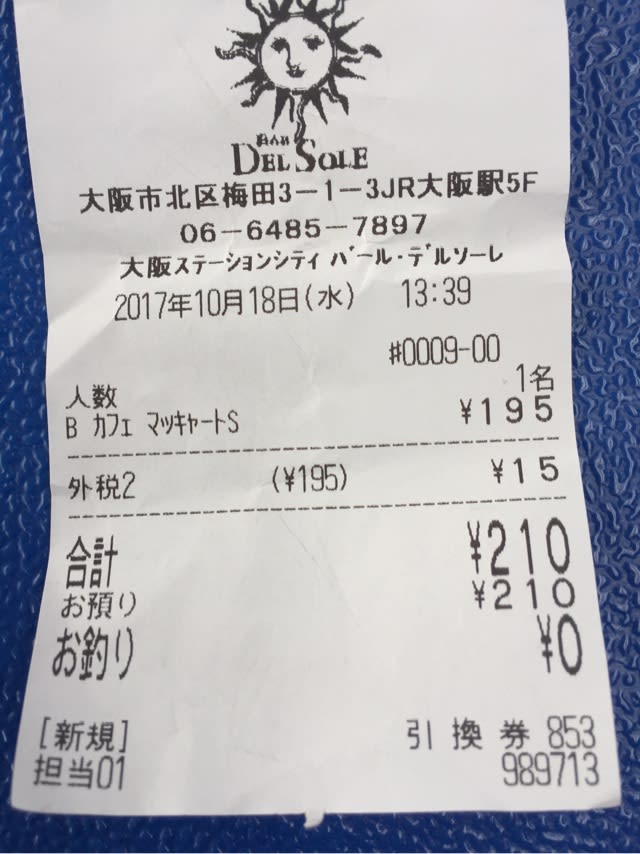 DEL SOLE
大阪市北区梅田3-1-3JR大阪駅5F
06-6485-7897
大阪ステーションシティ バール・デルソーレ
2017年10月18日(水) 13:39
#0009-00
人数 1名
B カフェ マッキャートS ¥195
外税2 (¥195) ¥15
合計 ¥210
お預り ¥210
お釣り ¥0
[新規] 引換券 853
担当01 989713